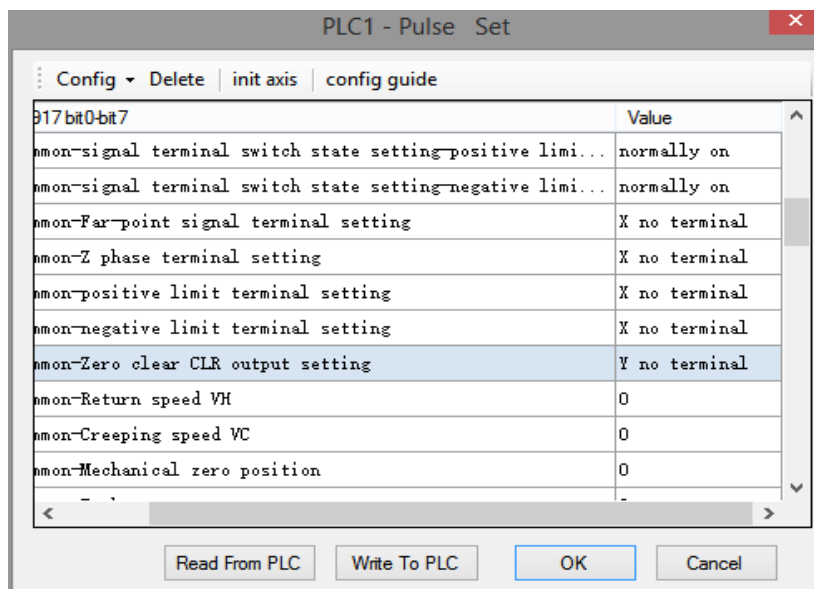 PLC1 - Pulse Set
Config Delete init axis config guide
917 bit0-bit7 Value
mmon-signal terminal switch state setting-positive limi... normally on
mmon-signal terminal switch state setting-negative limi... normally on
mmon-Far-point signal terminal setting X no terminal
mmon-Z phase terminal setting X no terminal
mmon-positive limit terminal setting X no terminal
mmon-negative limit terminal setting X no terminal
mmon-Zero clear CLR output setting Y no terminal
mmon-Return speed VH 0
mmon-Creeping speed VC 0
mmon-Mechanical zero position 0
Read From PLC Write To PLC OK Cancel